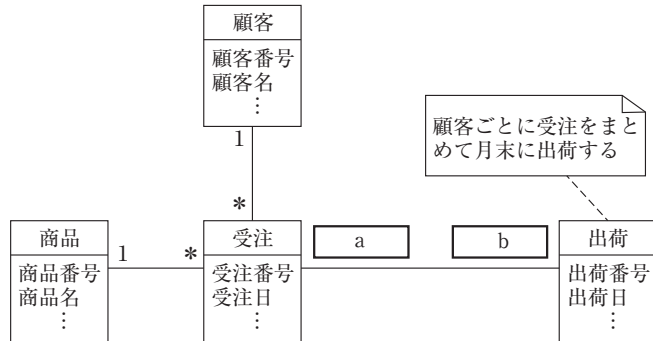 顧客
顧客番号
顧客名
⋮
1
*
顧客ごとに受注をまと
めて月末に出荷する
商品
商品番号
商品名
⋮
1
*
受注
受注番号
受注日
⋮
a
b
出荷
出荷番号
出荷日
⋮